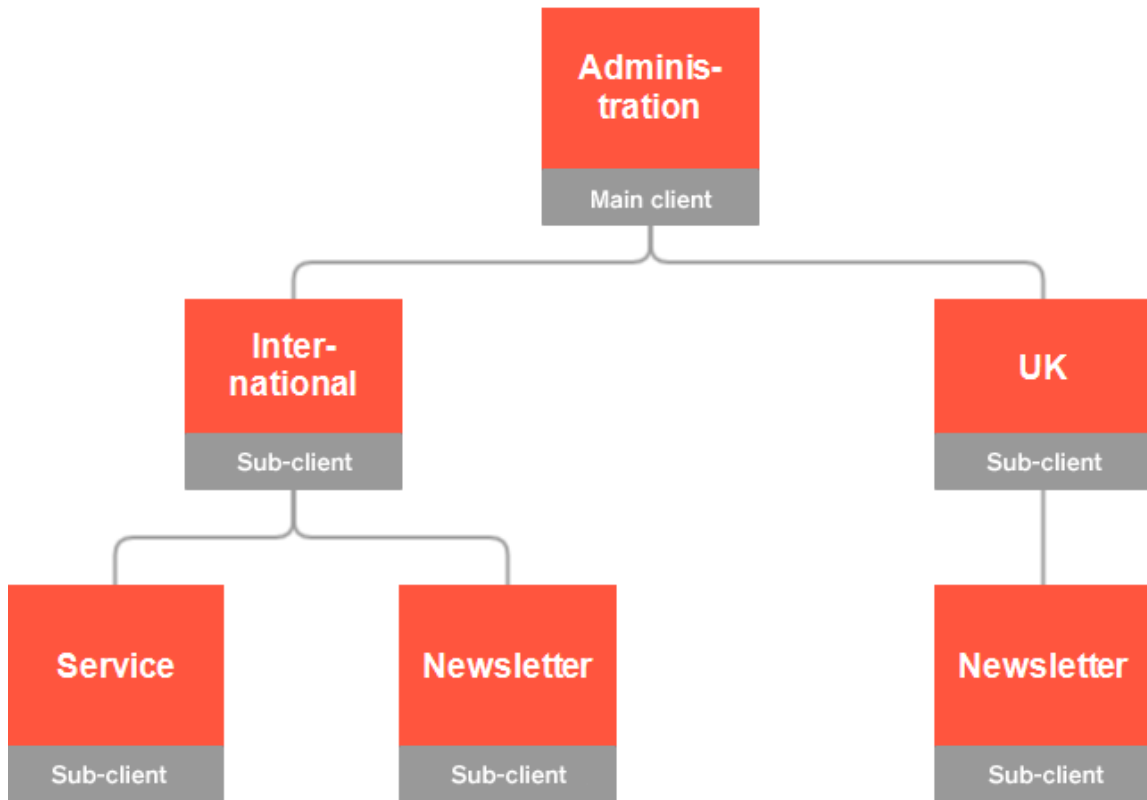 Adminis-
tration
Main client
Inter-
national
Sub-client
UK
Sub-client
Service
Sub-client
Newsletter
Sub-client
Newsletter
Sub-client